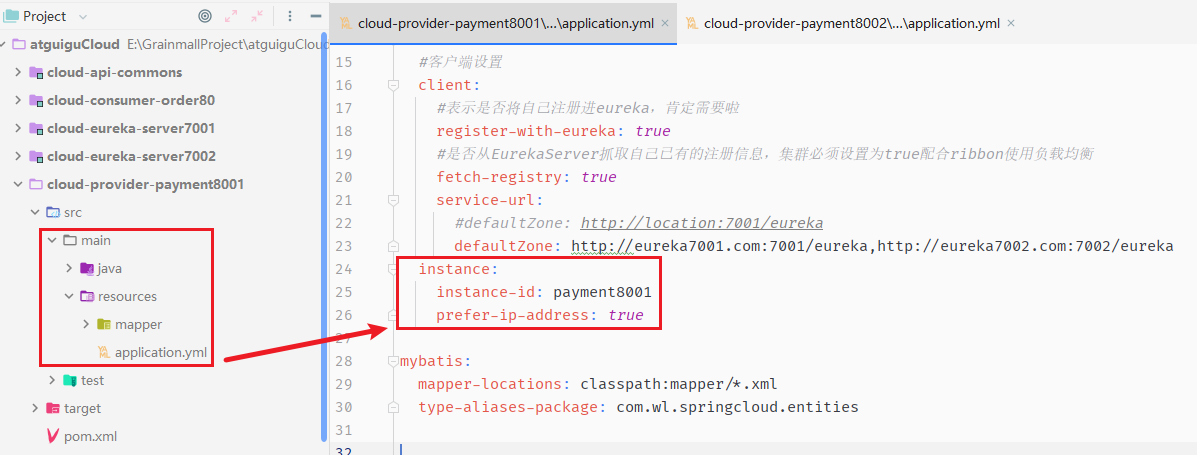 Project
atguiguCloud E:\GrainmallProject\atguiguCloud
cloud-api-commons
cloud-consumer-order80
cloud-eureka-server7001
cloud-eureka-server7002
cloud-provider-payment8001
src
main
java
resources
mapper
application.yml
test
target
pom.xml
cloud-provider-payment8001\...\application.yml × cloud-provider-payment8002\...\application.yml ×
15 #客户端设置
16 client:
17 #表示是否将自己注册进eureka，肯定需要啦
18 register-with-eureka: true
19 #是否从EurekaServer抓取自己已有的注册信息，集群必须设置为true配合ribbon使用负载均衡
20 fetch-registry: true
21 service-url:
22 #defaultZone: http://location:7001/eureka
23 defaultZone: http://eureka7001.com:7001/eureka,http://eureka7002.com:7002/eureka
24 instance:
25 instance-id: payment8001
26 prefer-ip-address: true
27
28 mybatis:
29 mapper-locations: classpath:mapper/*.xml
30 type-aliases-package: com.wl.springcloud.entities
31
32